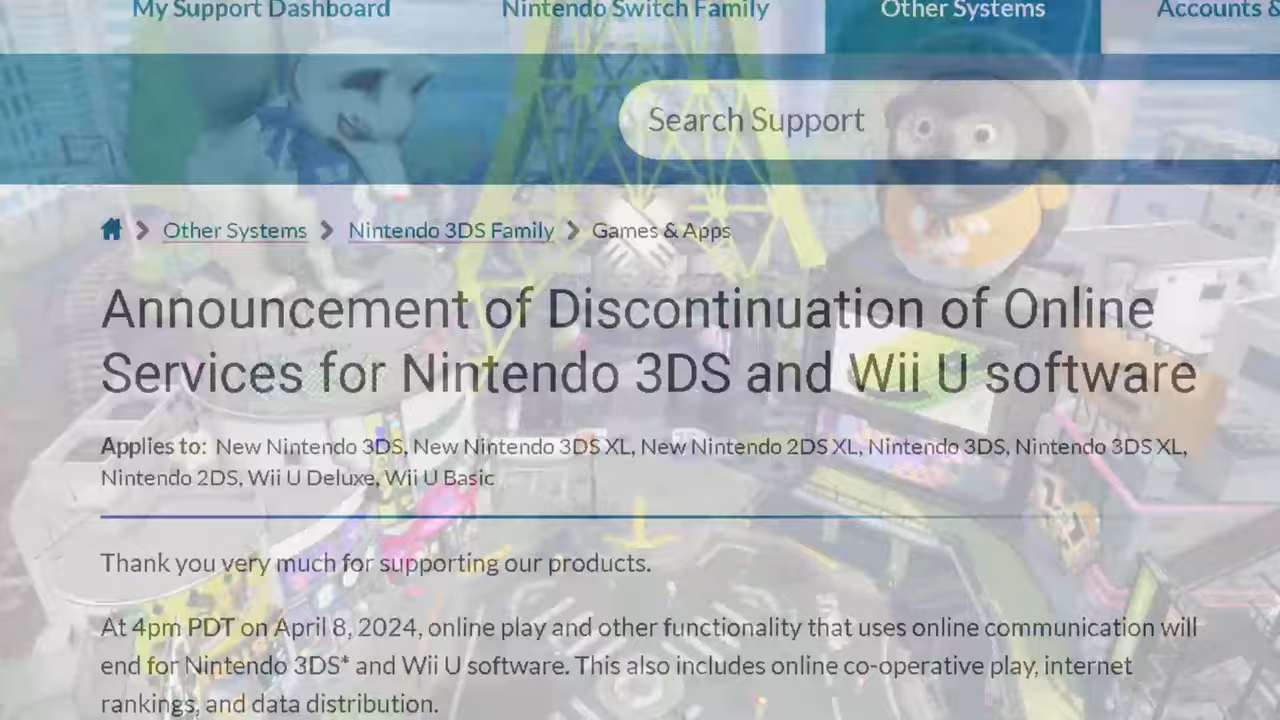 My Support Dashboard
Nintendo Switch Family
Other Systems
Accounts &
Search Support
Other Systems
Nintendo 3DS Family
Games & Apps
Announcement of Discontinuation of Online
Services for Nintendo 3DS and Wii U software
Applies to: New Nintendo 3DS, New Nintendo 3DS XL, New Nintendo 2DS XL, Nintendo 3DS, Nintendo 3DS XL,
Nintendo 2DS, Wii U Deluxe, Wii U Basic
Thank you very much for supporting our products.
At 4pm PDT on April 8, 2024, online play and other functionality that uses online communication will
end for Nintendo 3DS* and Wii U software. This also includes online co-operative play, internet
rankings, and data distribution.